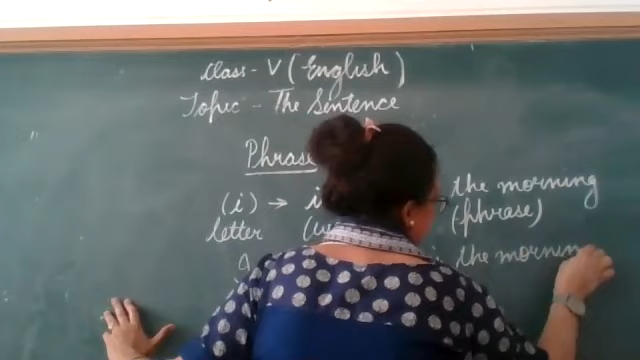 Class - V (English)
Topic - The Sentence
Phrase
(i) → i the morning
letter (phrase)
the mornin